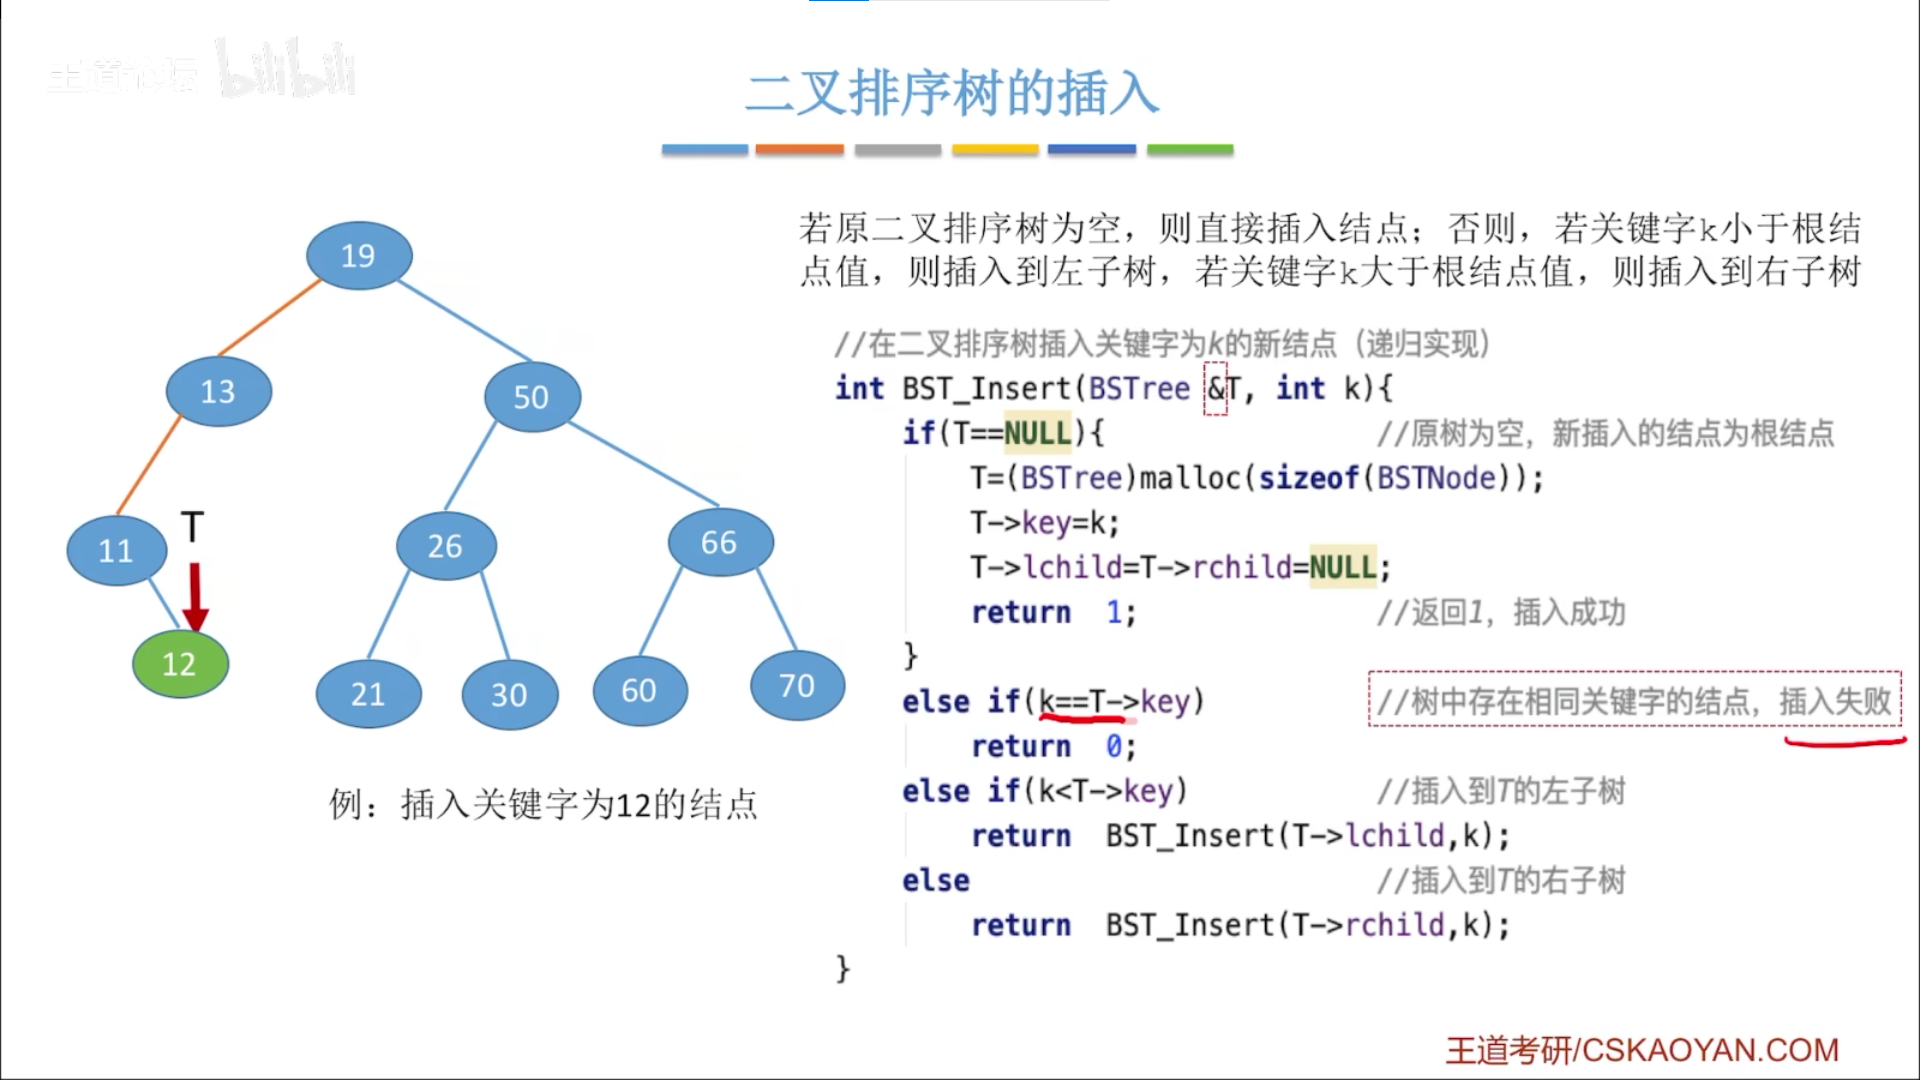 王道论坛 bilibili
二叉排序树的插入
若原二叉排序树为空，则直接插入结点；否则，若关键字k小于根结
点值，则插入到左子树，若关键字k大于根结点值，则插入到右子树
19
13
50
11
T
26
66
12
21
30
60
70
例：插入关键字为12的结点
//在二叉排序树插入关键字为k的新结点（递归实现）
int BST_Insert(BSTree &T, int k){
if(T==NULL){ //原树为空，新插入的结点为根结点
T=(BSTree)malloc(sizeof(BSTNode));
T->key=k;
T->lchild=T->rchild=NULL;
return 1; //返回1，插入成功
}
else if(k==T->key) //树中存在相同关键字的结点，插入失败
return 0;
else if(k<T->key) //插入到T的左子树
return BST_Insert(T->lchild,k);
else //插入到T的右子树
return BST_Insert(T->rchild,k);
}
王道考研/CSKAOYAN.COM